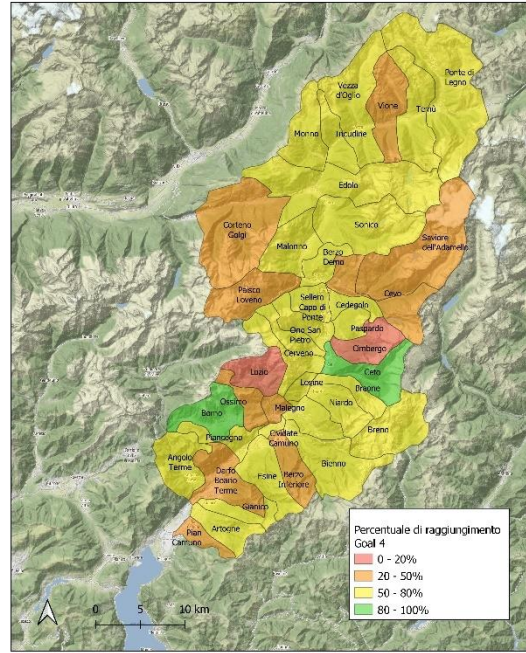 Vezza
d'Oglio
Ponte di
Legno
Vione
Temù
Monno
Incudine
Edolo
Corteno
Golgi
Sonico
Malonno
Saviore
dell'Adamello
Berzo
Demo
Paisco
Loveno
Cevo
Sellero
Capo di
Ponte
Cedegolo
Paspardo
Ono San
Pietro
Cimbergo
Cerveno
Lozio
Ceto
Braone
Losine
Ossimo
Borno
Malegno
Niardo
Breno
Piancogno
Cividate
Camuno
Angolo
Terme
Bienno
Darfo
Boario
Terme
Esine
Berzo
Inferiore
Gianico
Pian
Camuno
Artogne
0 5 10 km
Percentuale di raggiungimento
Goal 4
0 - 20%
20 - 50%
50 - 80%
80 - 100%